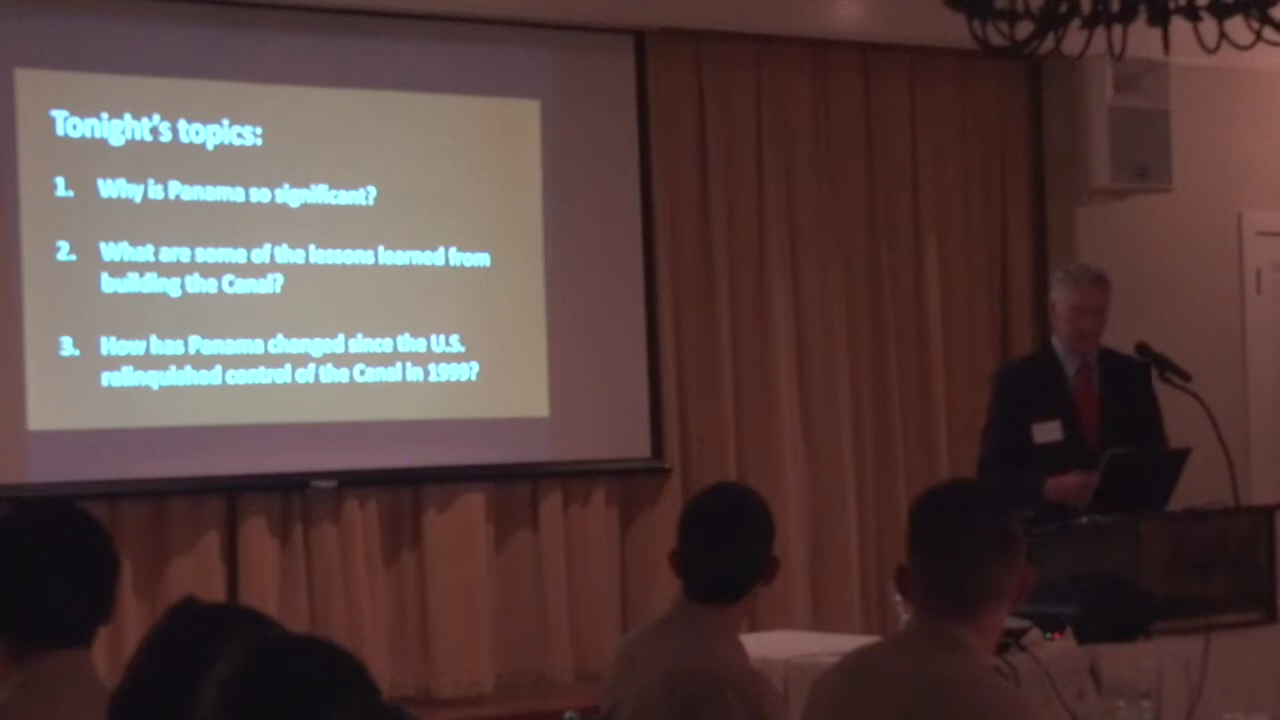 Tonight's topics:
1. Why is Panama so significant?
2. What are some of the lessons learned from
building the Canal?
3. How has Panama changed since the U.S.
relinquished control of the Canal in 1999?